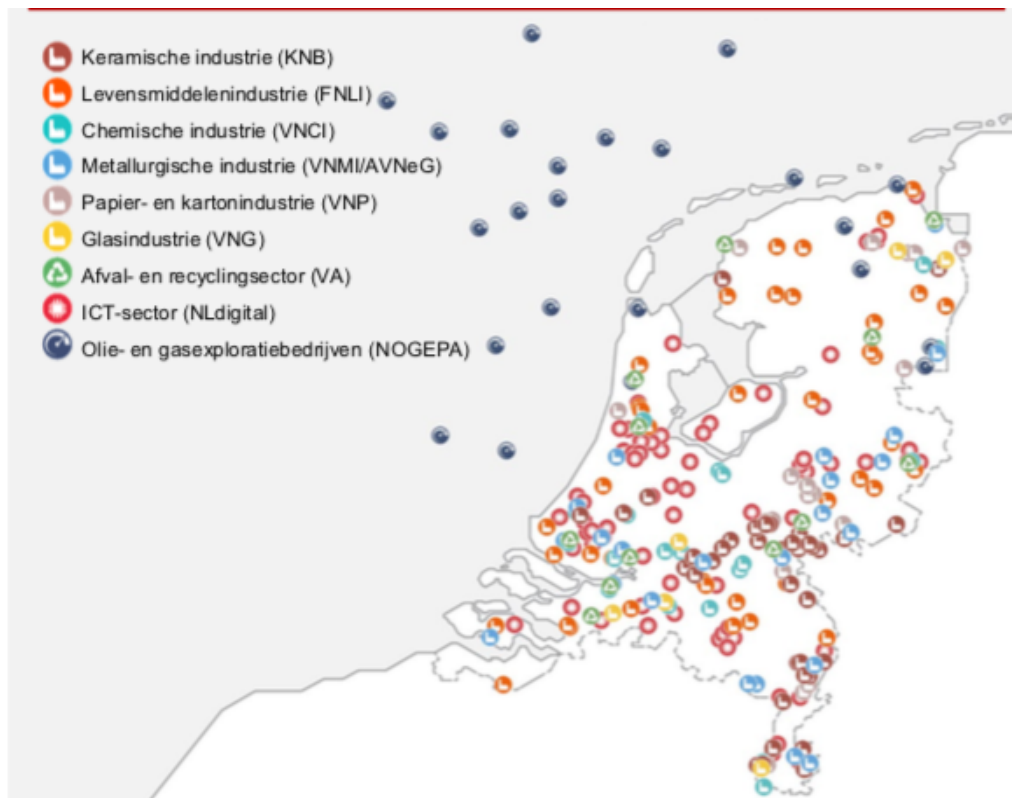 Keramische industrie (KNB)
Levensmiddelenindustrie (FNLI)
Chemische industrie (VNCI)
Metallurgische industrie (VNMI/AVNeG)
Papier- en kartonindustrie (VNP)
Glasindustrie (VNG)
Afval- en recyclingsector (VA)
ICT-sector (NLdigital)
Olie- en gasexploratiebedrijven (NOGEPA)